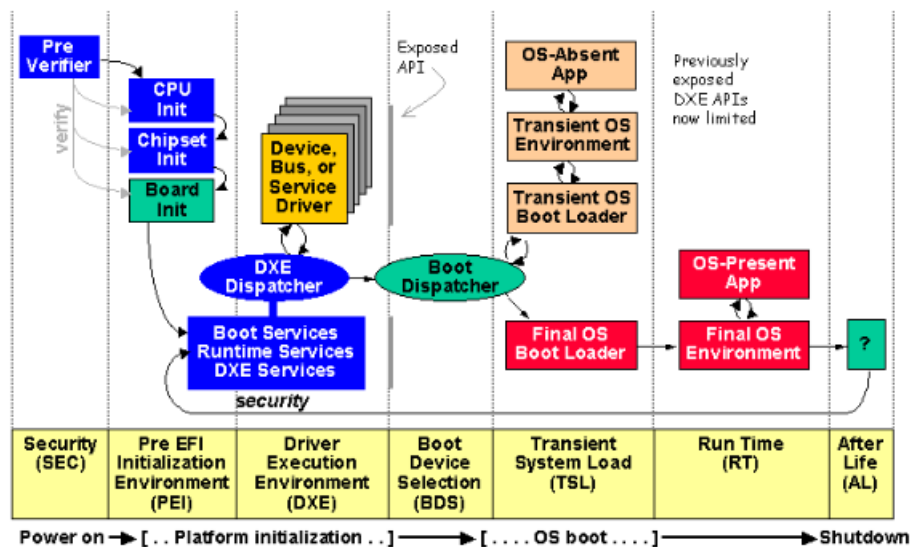 Pre
Verifier
verify
CPU
Init
Chipset
Init
Board
Init
Device,
Bus, or
Service
Driver
DXE
Dispatcher
Boot Services
Runtime Services
DXE Services
security
Exposed
API
Boot
Dispatcher
OS-Absent
App
Transient OS
Environment
Transient OS
Boot Loader
Final OS
Boot Loader
Previously
exposed
DXE APIs
now limited
OS-Present
App
Final OS
Environment
?
Security
(SEC)
Pre EFI
Initialization
Environment
(PEI)
Driver
Execution
Environment
(DXE)
Boot
Device
Selection
(BDS)
Transient
System Load
(TSL)
Run Time
(RT)
After
Life
(AL)
Power on [ . . Platform initialization . . ] [ . . . . OS boot . . . . ] Shutdown